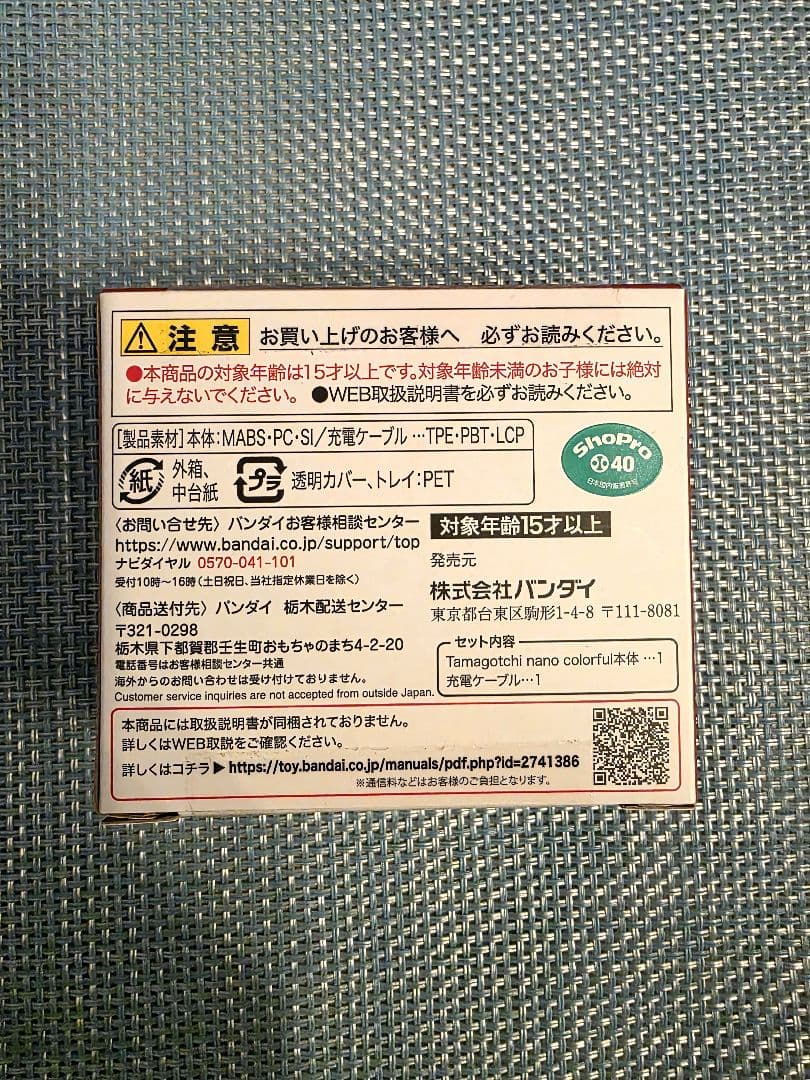 注意 お買い上げのお客様へ 必ずお読みください。
●本商品の対象年齢は15才以上です。対象年齢未満のお子様には絶対
に与えないでください。 ●WEB取扱説明書を必ずお読みください。
[製品素材]本体:MABS・PC・SI/充電ケーブル…TPE・PBT・LCP
紙 外箱、
中台紙
プラ 透明カバー、トレイ:PET
ShoPro
40
日本国内販売許可
〈お問い合せ先〉バンダイお客様相談センター
https://www.bandai.co.jp/support/top
ナビダイヤル 0570-041-101
受付10時〜16時(土日祝日、当社指定休業日を除く)
〈商品送付先〉バンダイ 栃木配送センター
〒321-0298
栃木県下都賀郡壬生町おもちゃのまち4-2-20
電話番号はお客様相談センター共通
海外からのお問い合わせは受け付けておりません。
Customer service inquiries are not accepted from outside Japan.
対象年齢15才以上
発売元
株式会社バンダイ
東京都台東区駒形1-4-8 〒111-8081
セット内容
Tamagotchi nano colorful本体…1
充電ケーブル…1
本商品には取扱説明書が同梱されておりません。
詳しくはWEB取説をご確認ください。
詳しくはコチラ▶https://toy.bandai.co.jp/manuals/pdf.php?id=2741386
※通信料などはお客様のご負担となります。